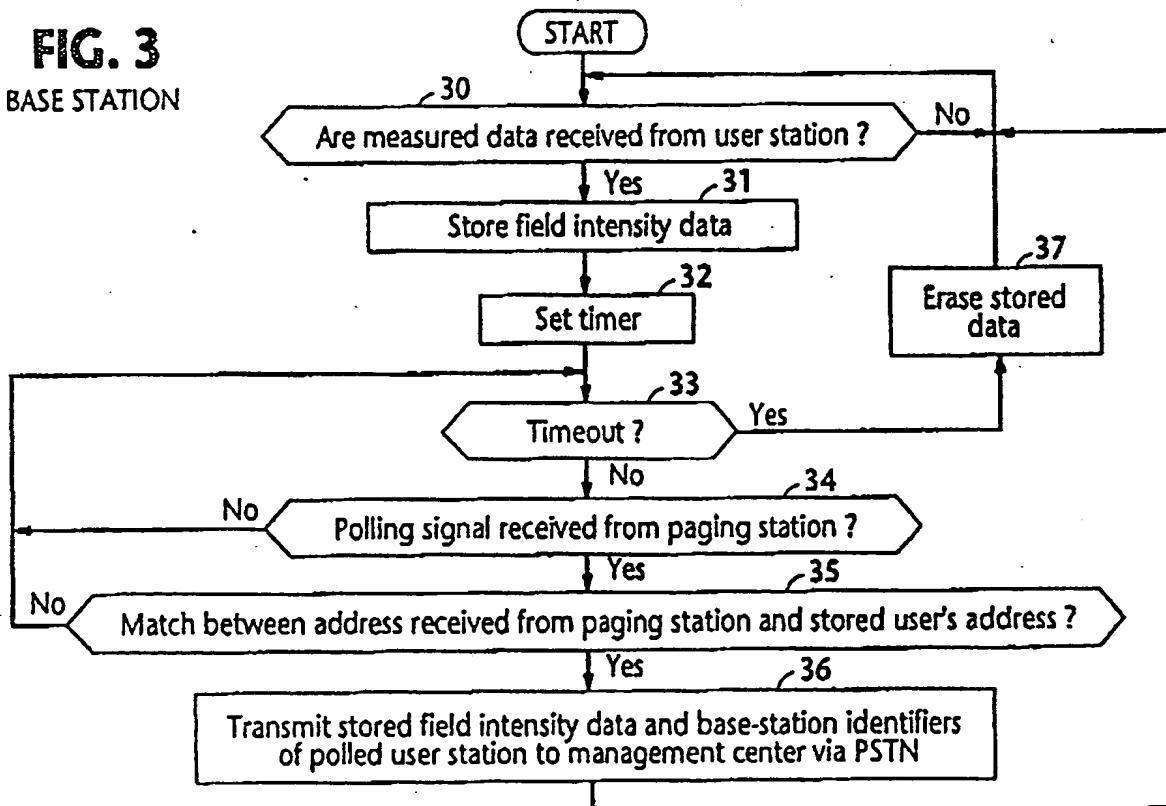 FIG. 3
BASE STATION
START
30
Are measured data received from user station ?
No
Yes
31
Store field intensity data
32
Set timer
37
Erase stored
data
33
Timeout ?
Yes
No
34
Polling signal received from paging station ?
No
Yes
35
Match between address received from paging station and stored user's address ?
No
Yes
36
Transmit stored field intensity data and base-station identifiers
of polled user station to management center via PSTN